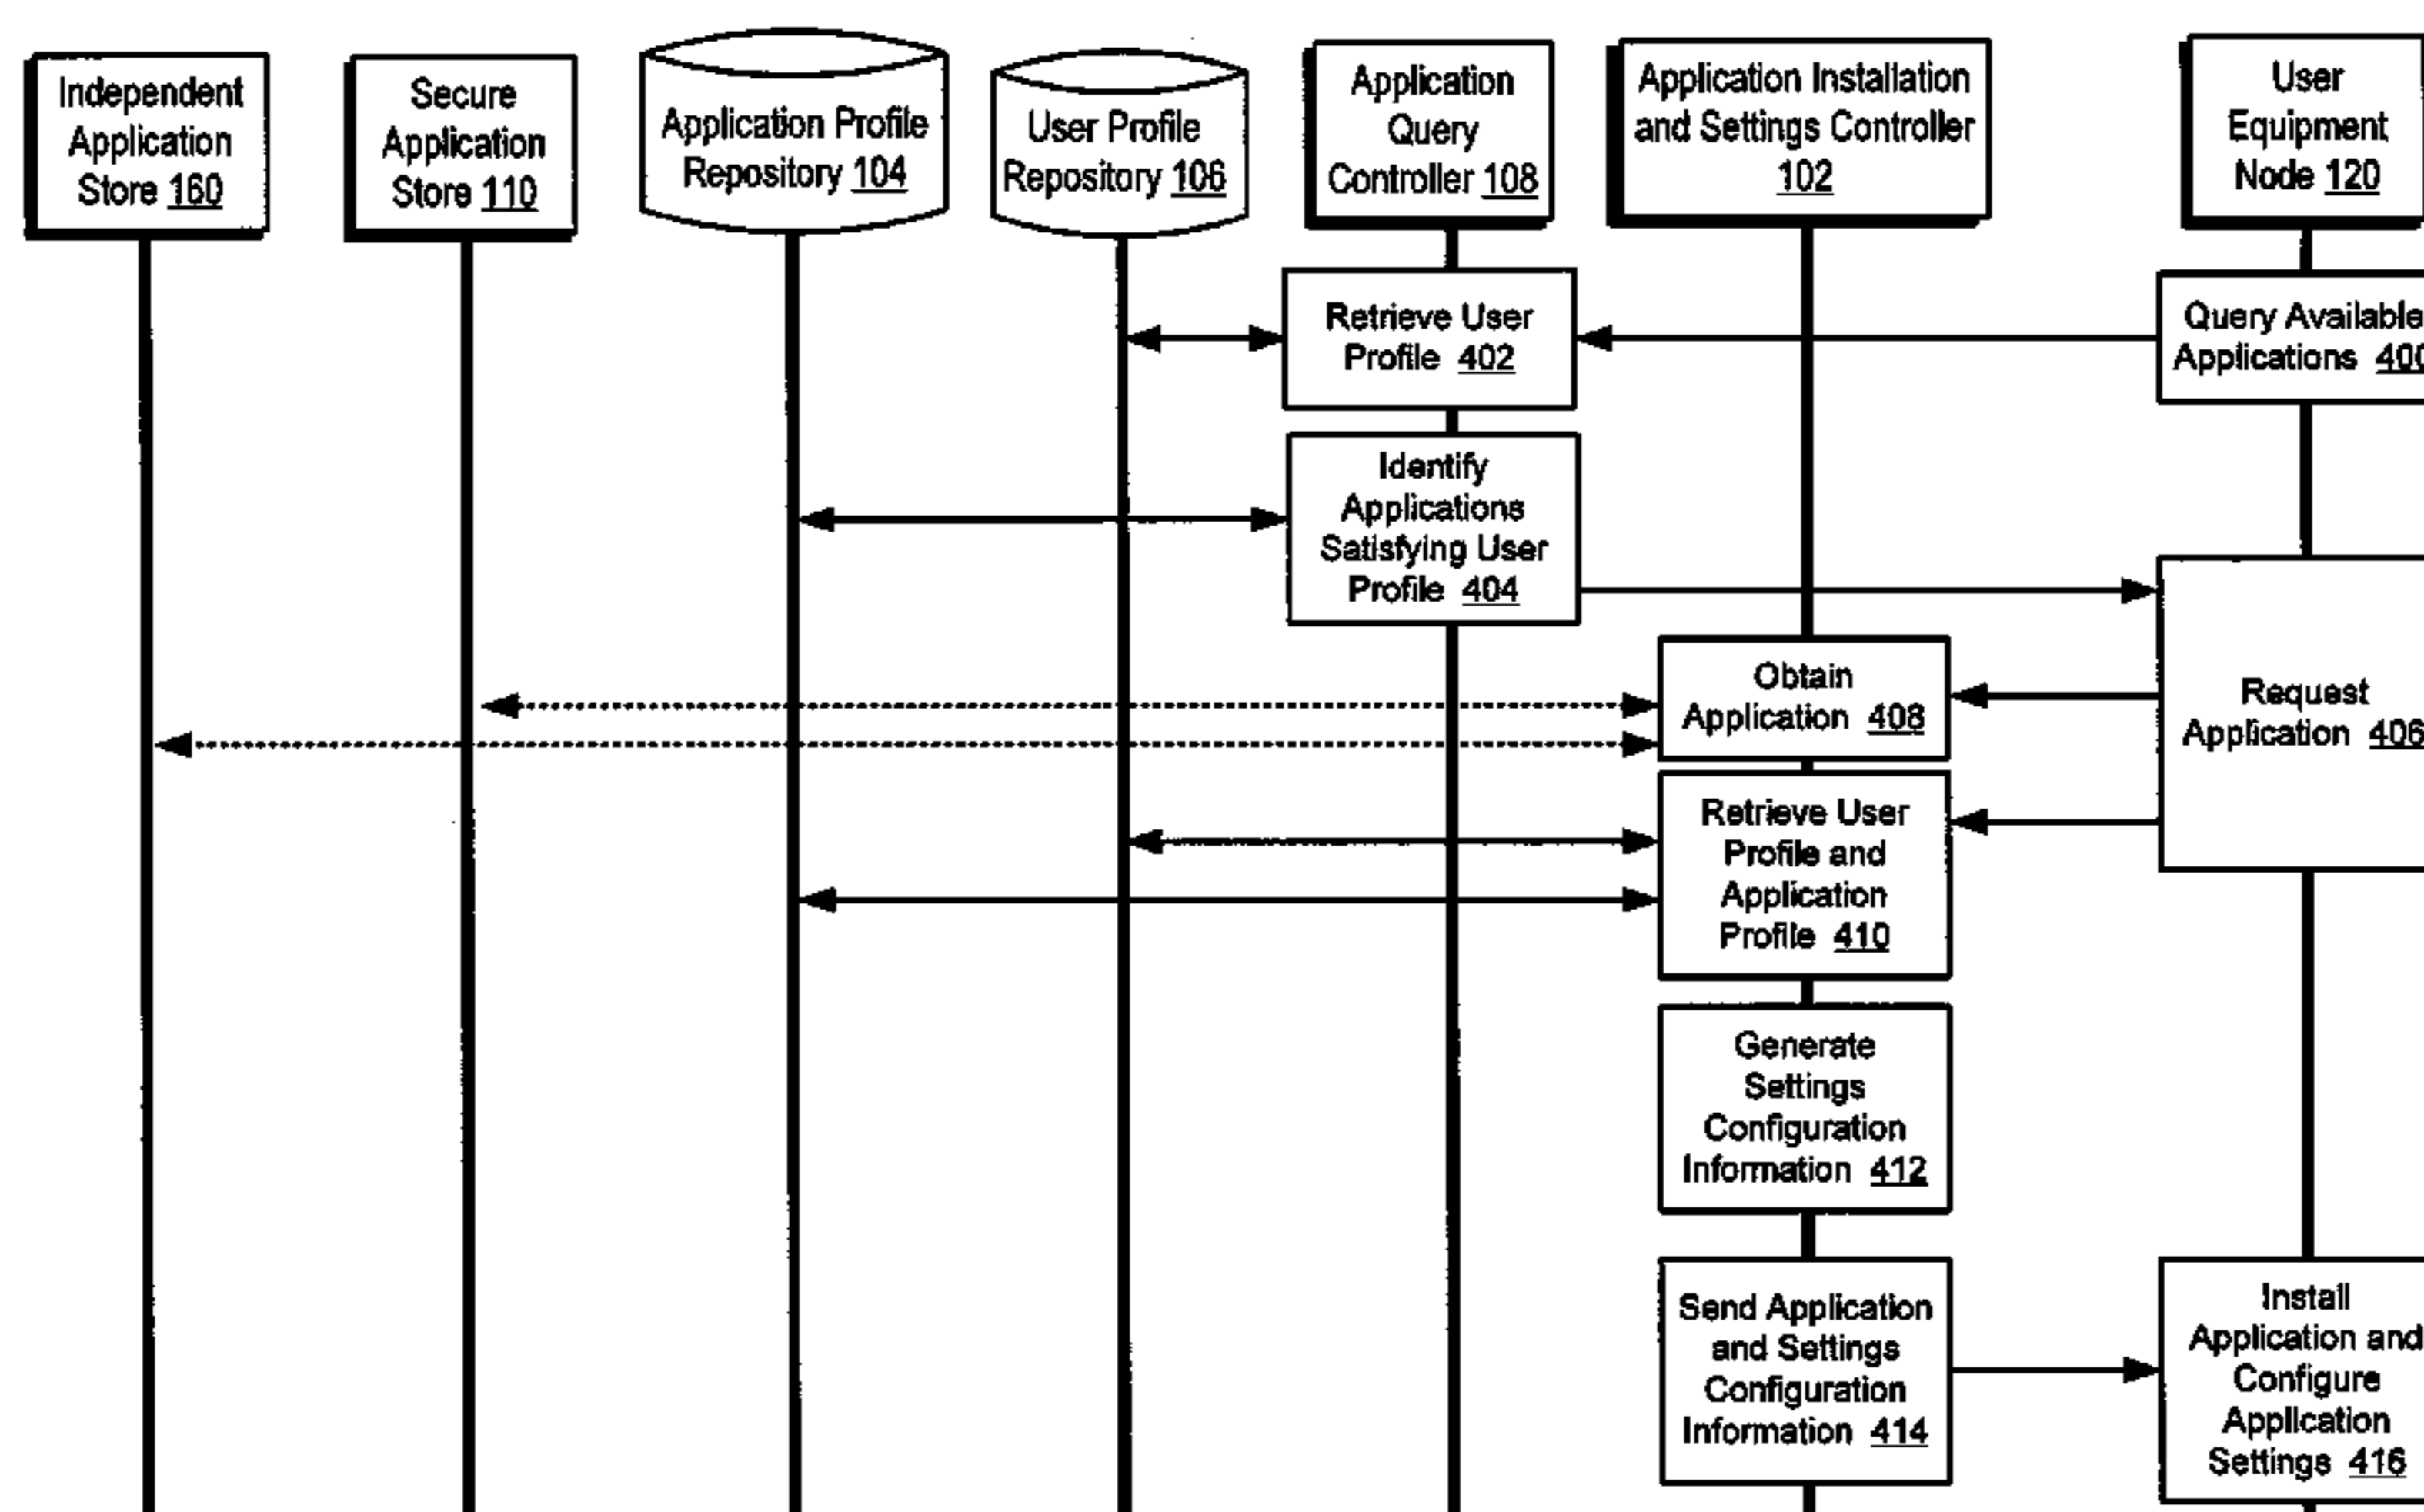 Independent
Application
Store 160
Secure
Application
Store 110
Application Profile
Repository 104
User Profile
Repository 106
Application
Query
Controller 108
Application Installation
and Settings Controller
102
User
Equipment
Node 120
Retrieve User
Profile 402
Query Available
Applications 400
Identify
Applications
Satisfying User
Profile 404
Obtain
Application 408
Request
Application 406
Retrieve User
Profile and
Application
Profile 410
Generate
Settings
Configuration
Information 412
Send Application
and Settings
Configuration
Information 414
Install
Application and
Configure
Application
Settings 416